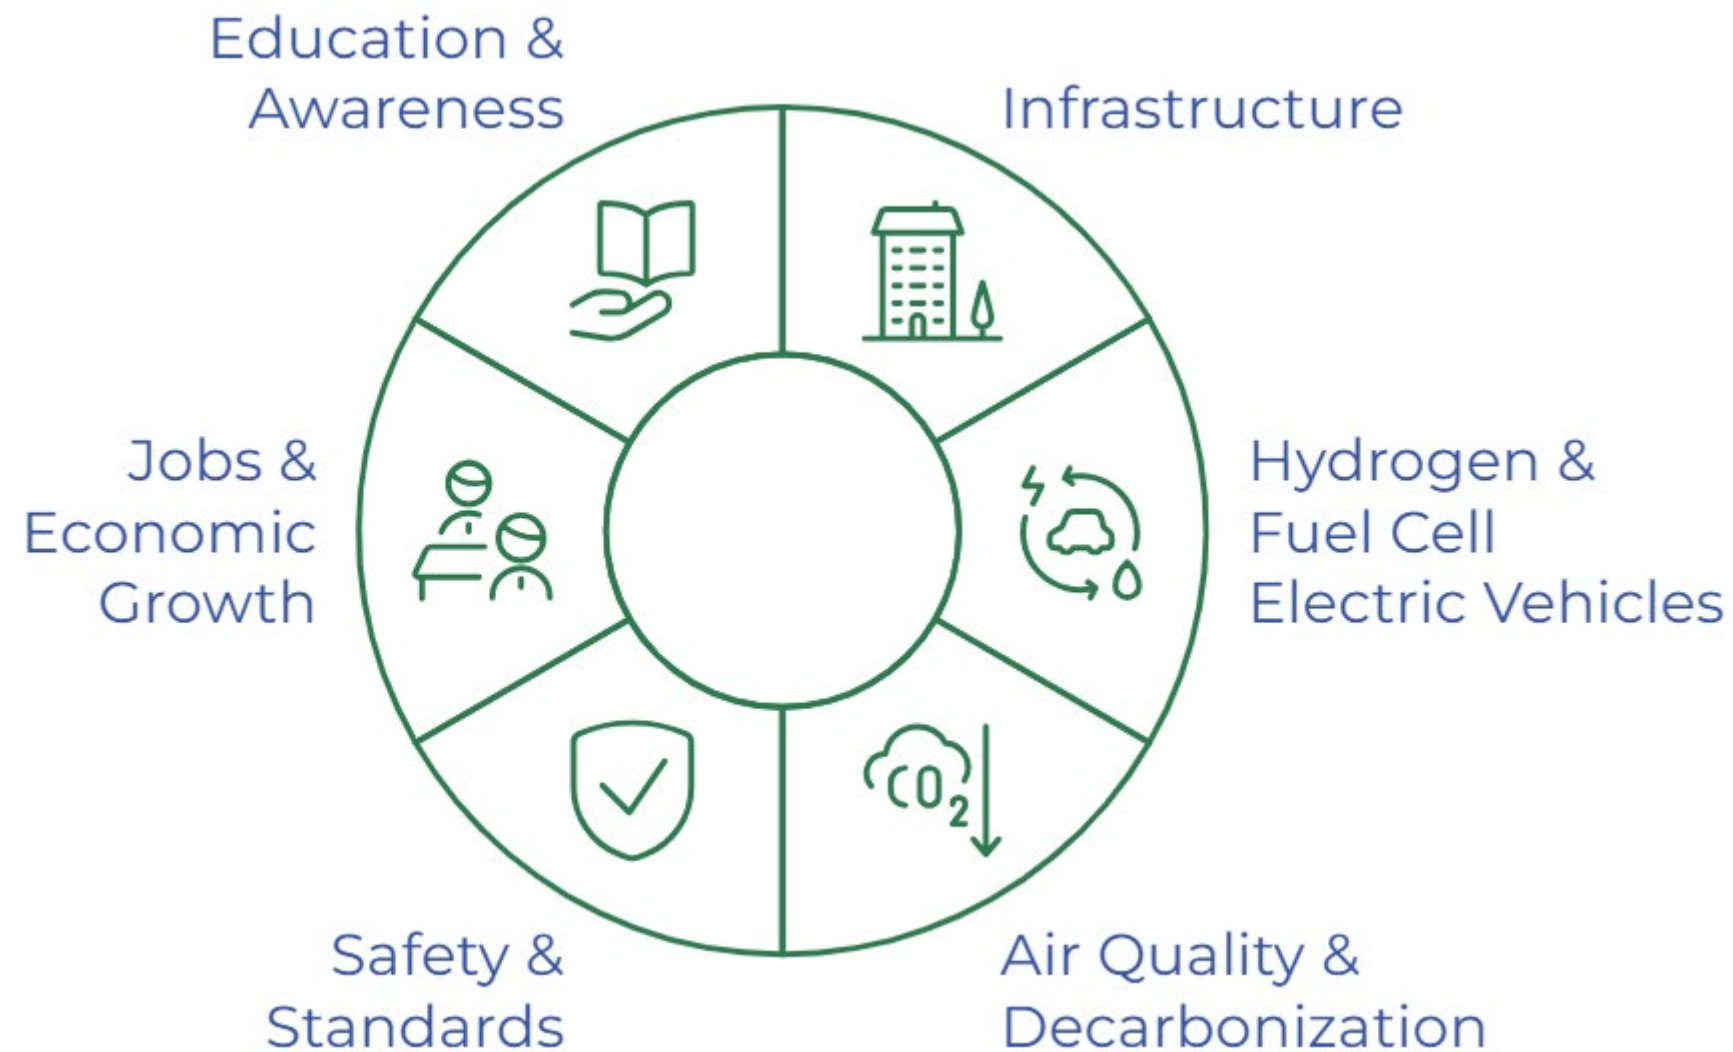 Education &
Awareness
Infrastructure
Jobs &
Economic
Growth
Hydrogen &
Fuel Cell
Electric Vehicles
CO2
Safety &
Standards
Air Quality &
Decarbonization